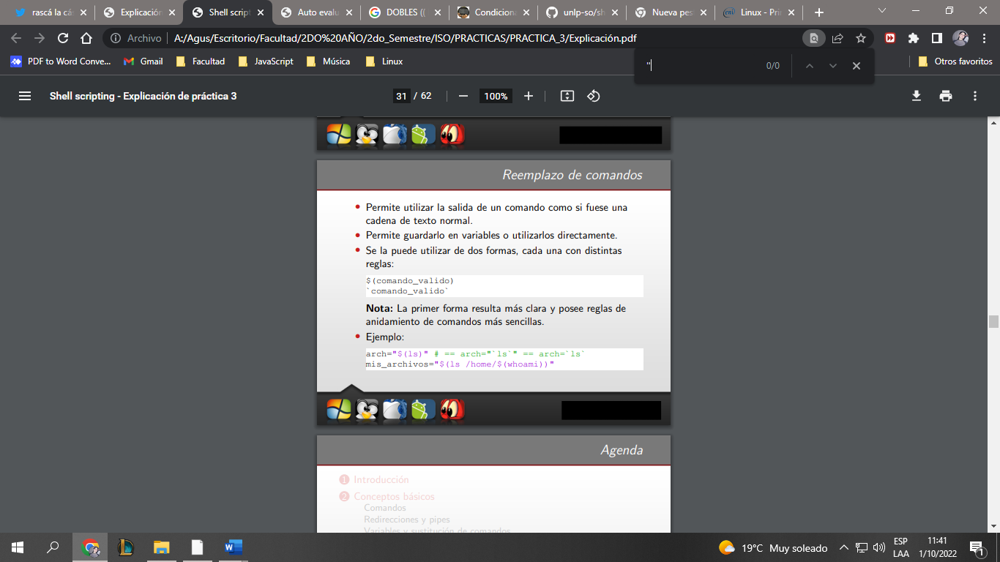 rascá la cás
Explicación
Shell script
Auto evalu
DOBLES ((
Condiciona
unlp-so/sh
Nueva pes
Linux - Prin
Archivo A:/Agus/Escritorio/Facultad/2DO%20AÑO/2do_Semestre/ISO/PRACTICAS/PRACTICA_3/Explicación.pdf
PDF to Word Conve...
Gmail
Facultad
JavaScript
Música
Linux
" 0/0
Otros favoritos
Shell scripting - Explicación de práctica 3
31 / 62
100%
Reemplazo de comandos
Permite utilizar la salida de un comando como si fuese una
cadena de texto normal.
Permite guardarlo en variables o utilizarlos directamente.
Se la puede utilizar de dos formas, cada una con distintas
reglas:
$(comando_valido)
`comando_valido`
Nota: La primer forma resulta más clara y posee reglas de
anidamiento de comandos más sencillas.
Ejemplo:
arch="$(ls)" # == arch="`ls`" == arch=`ls`
mis_archivos="$(ls /home/$(whoami))"
Agenda
1 Introducción
2 Conceptos básicos
Comandos
Redirecciones y pipes
Variables y sustitución de comandos
19°C Muy soleado
ESP
LAA
11:41
1/10/2022
1